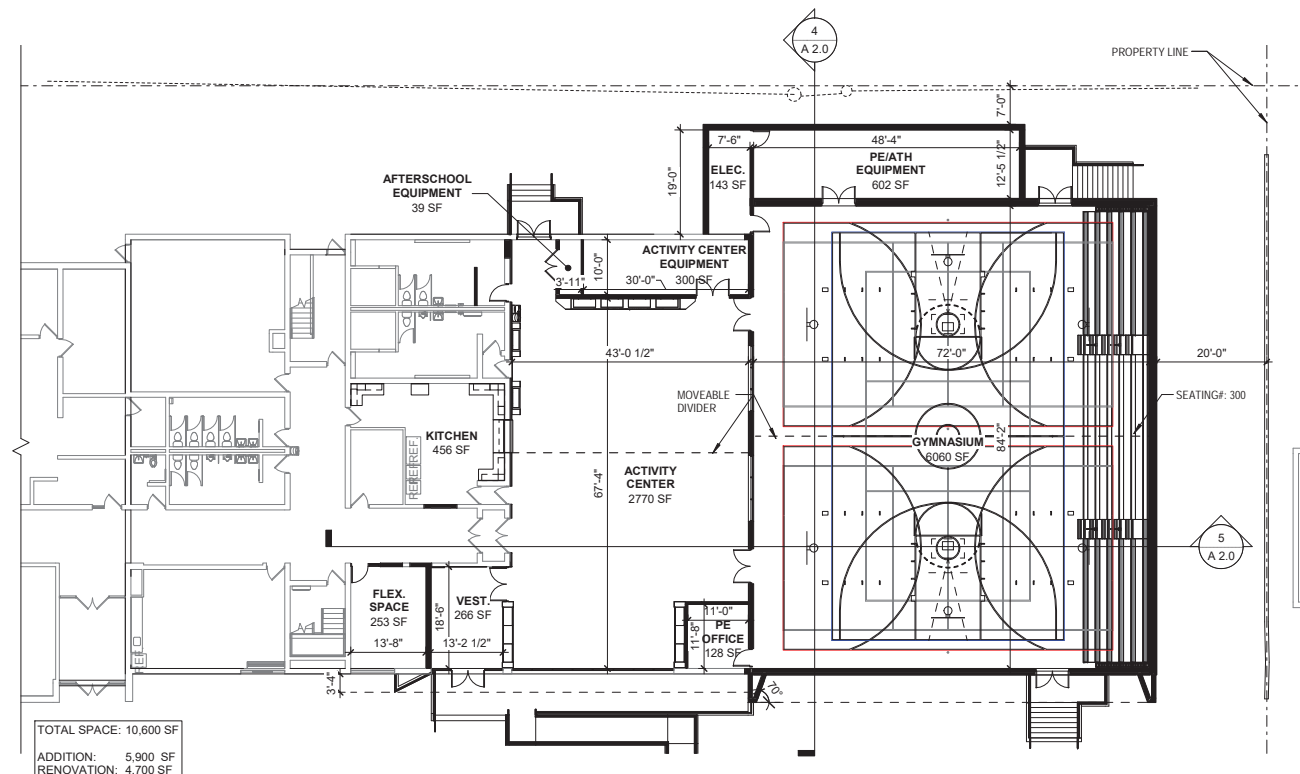 4
A 2.0
PROPERTY LINE
7'-0"
7'-6"
48'-4"
PE/ATH
EQUIPMENT
602 SF
12'-5 1/2"
ELEC.
143 SF
19'-0"
AFTERSCHOOL
EQUIPMENT
39 SF
ACTIVITY CENTER
EQUIPMENT
300 SF
10'-0"
3'-11"
30'-0"
43'-0 1/2"
72'-0"
20'-0"
MOVEABLE
DIVIDER
SEATING#: 300
KITCHEN
456 SF
REF.
REF.
REF.
GYMNASIUM
6060 SF
84'-2"
67'-4"
ACTIVITY
CENTER
2770 SF
5
A 2.0
FLEX.
SPACE
253 SF
13'-8"
18'-6"
VEST.
266 SF
13'-2 1/2"
11'-0"
PE
OFFICE
128 SF
11'-8"
REF.
3'-4"
70°
TOTAL SPACE: 10,600 SF
ADDITION: 5,900 SF
RENOVATION: 4,700 SF